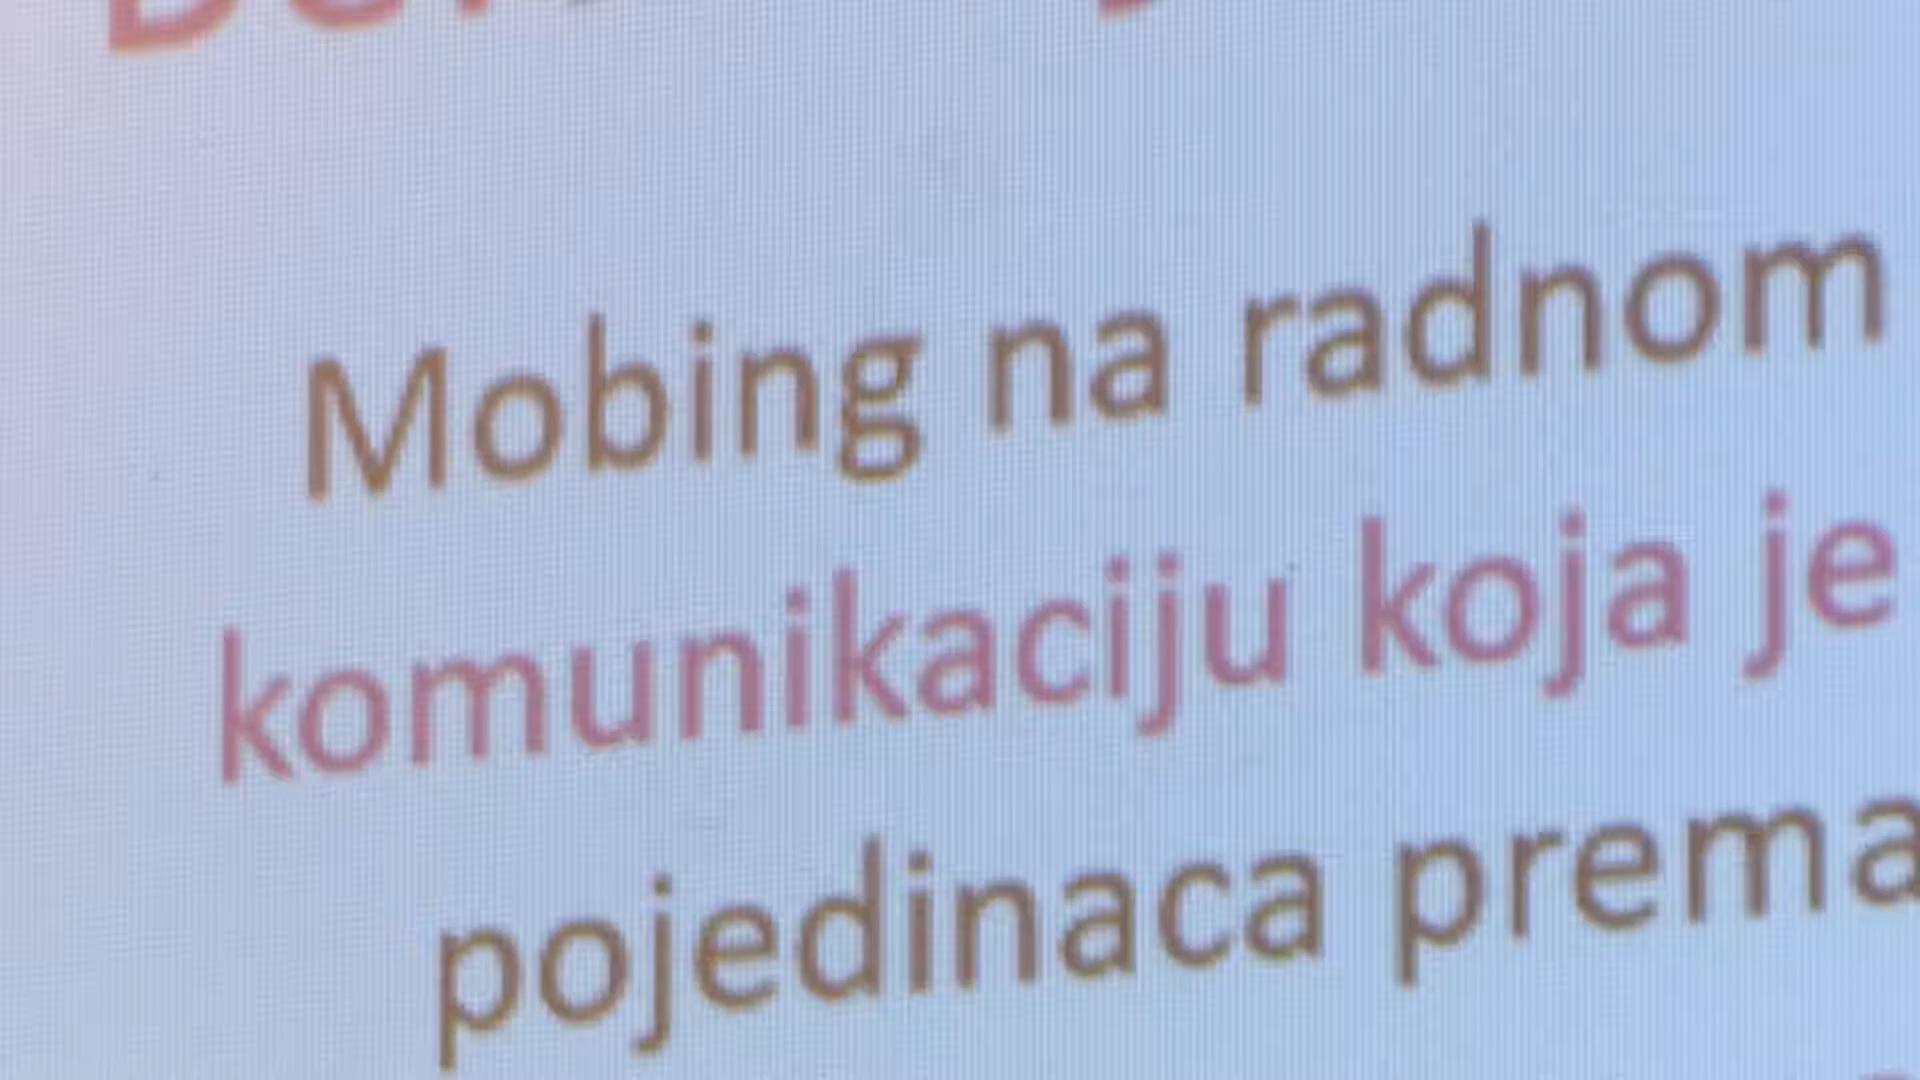 Mobing na radnom
komunikaciju koja je
pojedinaca prema